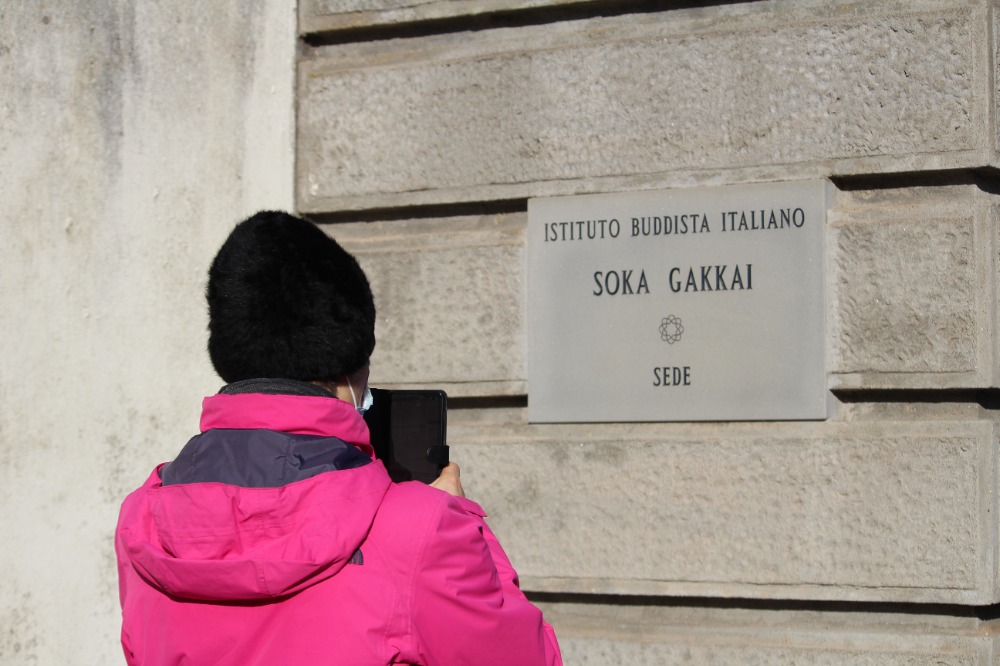 ISTITUTO BUDDISTA ITALIANO
SOKA GAKKAI
SEDE